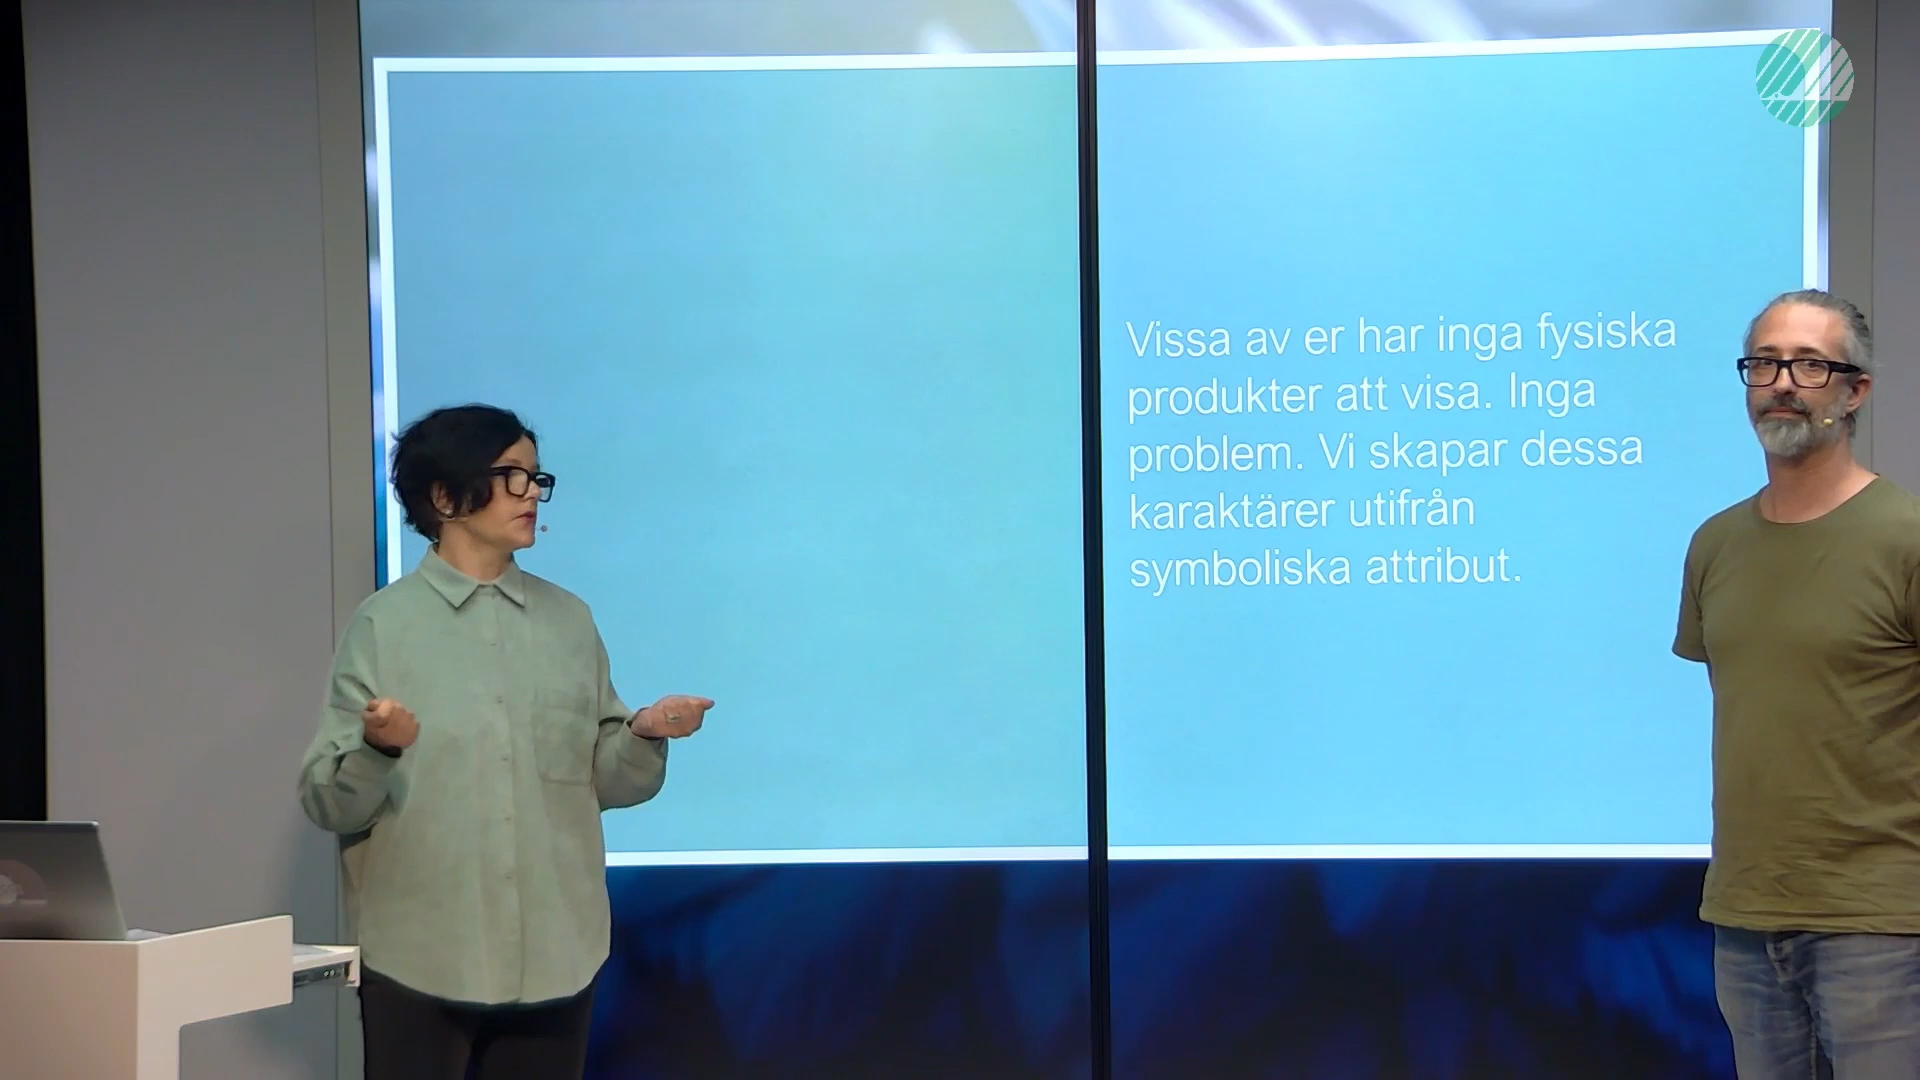 Vissa av er har inga fysiska
produkter att visa. Inga
problem. Vi skapar dessa
karaktärer utifrån
symboliska attribut.